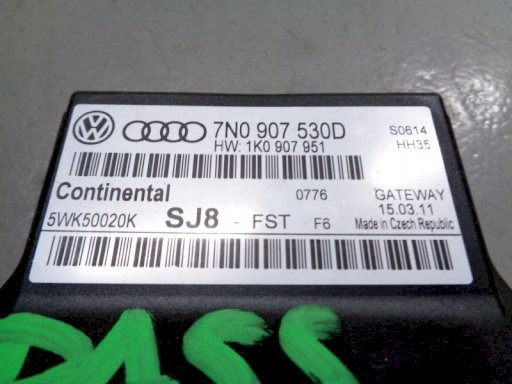 7N0 907 530D S0614
HW: 1K0 907 951 HH35
Continental 0776 GATEWAY
15.03.11
5WK50020K SJ8 - FST F6 Made in Czech Republic
PASS